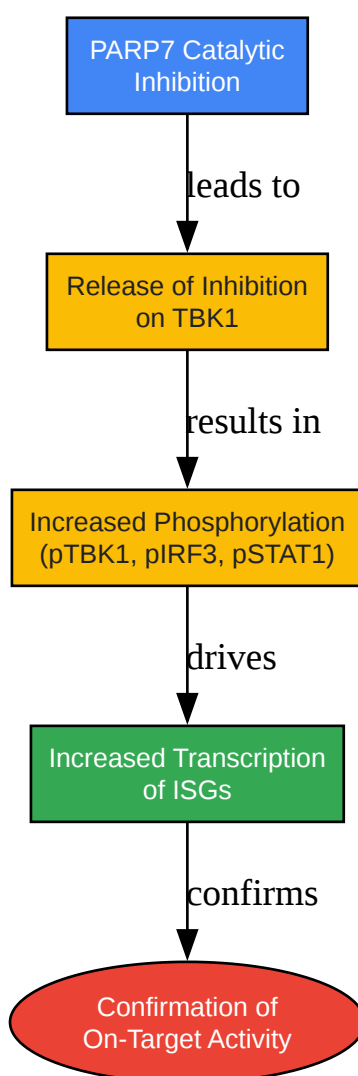 PARP7 Catalytic
Inhibition
leads to
Release of Inhibition
on TBK1
results in
Increased Phosphorylation
(pTBK1, pIRF3, pSTAT1)
drives
Increased Transcription
of ISGs
confirms
Confirmation of
On-Target Activity